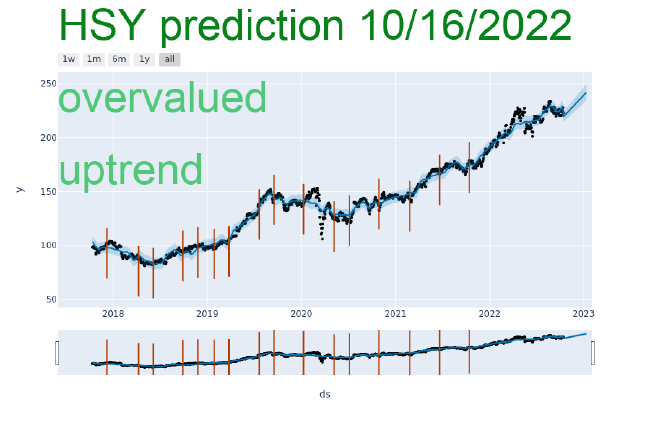 HSY prediction 10/16/2022
1w 1m 6m 1y all
250
overvalued
200
uptrend
150
y
100
50
2018 2019 2020 2021 2022 2023
ds